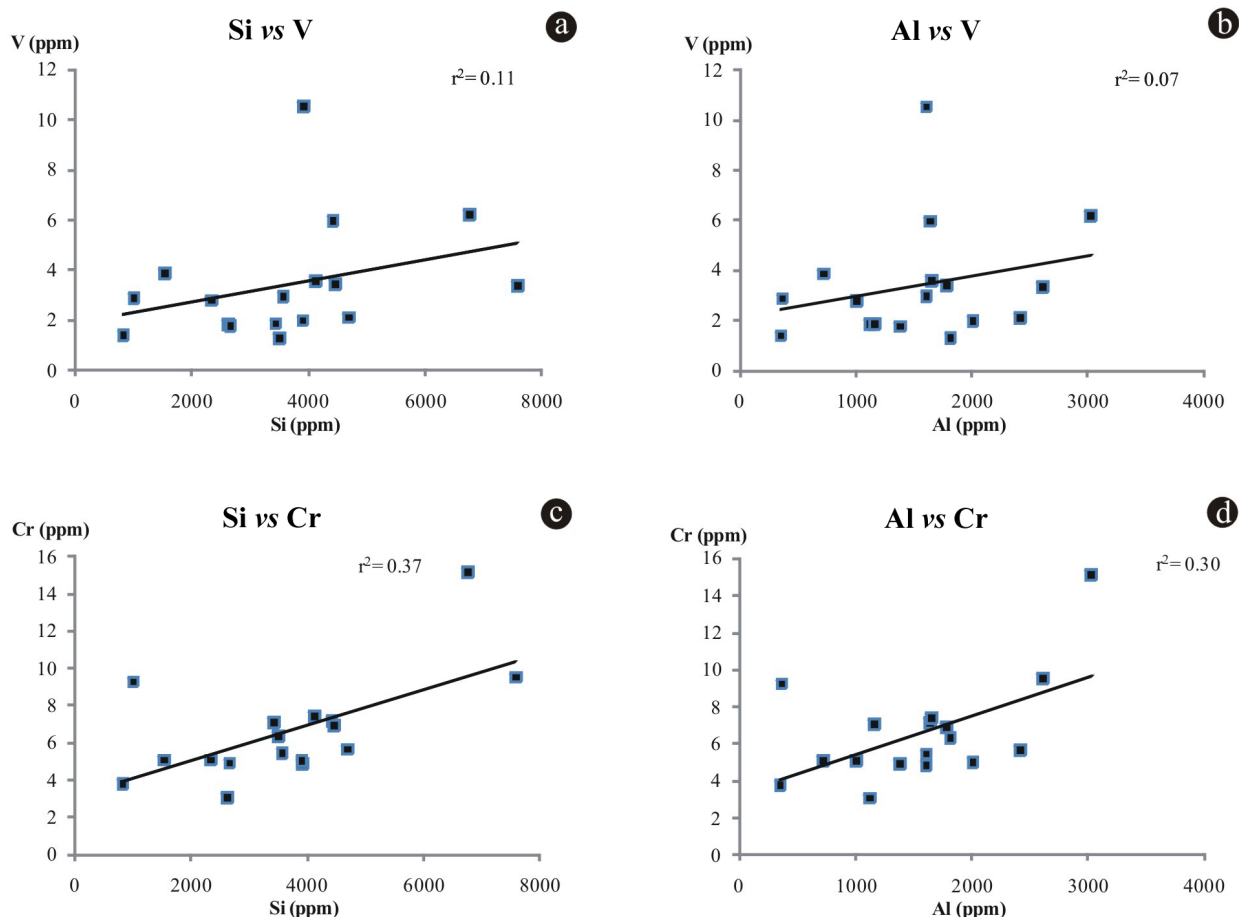 Si vs V
a
V (ppm)
r²= 0.11
12
10
8
6
4
2
0
0 2000 4000 6000 8000
Si (ppm)
Al vs V
b
V (ppm)
r²= 0.07
12
10
8
6
4
2
0
0 1000 2000 3000 4000
Al (ppm)
Si vs Cr
c
Cr (ppm)
r²= 0.37
16
14
12
10
8
6
4
2
0
0 2000 4000 6000 8000
Si (ppm)
Al vs Cr
d
Cr (ppm)
r²= 0.30
16
14
12
10
8
6
4
2
0
0 1000 2000 3000 4000
Al (ppm)